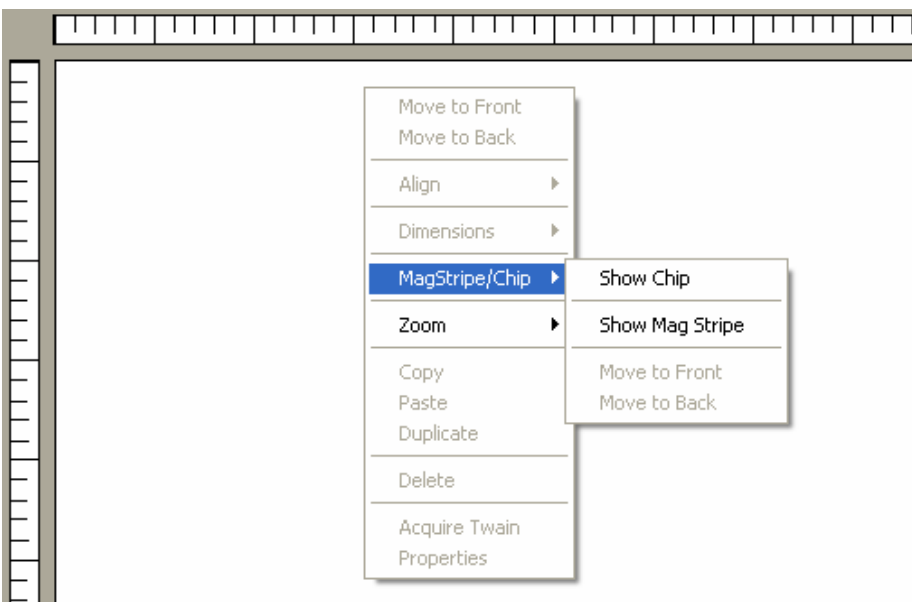 Move to Front
Move to Back
Align
Dimensions
MagStripe/Chip
Zoom
Copy
Paste
Duplicate
Delete
Acquire Twain
Properties
Show Chip
Show Mag Stripe
Move to Front
Move to Back